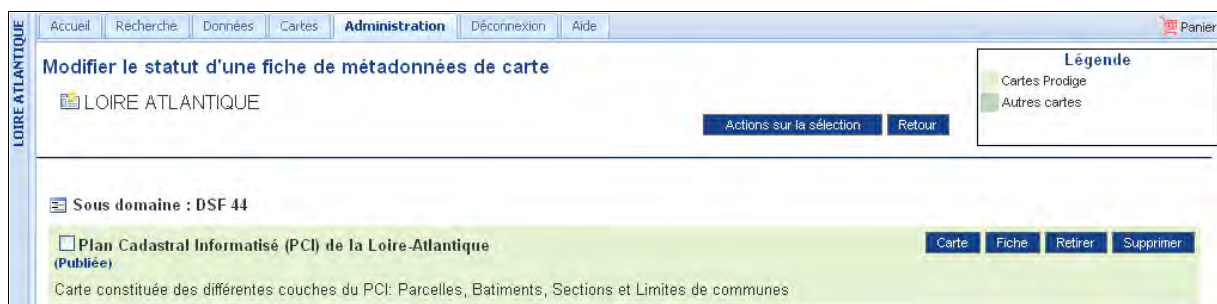 LOIRE ATLANTIQUE
Accueil Recherche Données Cartes Administration Déconnexion Aide Panier
Modifier le statut d'une fiche de métadonnées de carte
LOIRE ATLANTIQUE
Actions sur la sélection Retour
Légende
Cartes Prodige
Autres cartes
Sous domaine : DSF 44
Plan Cadastral Informatisé (PCI) de la Loire-Atlantique
(Publiée)
Carte Fiche Retirer Supprimer
Carte constituée des différentes couches du PCI: Parcelles, Batiments, Sections et Limites de communes